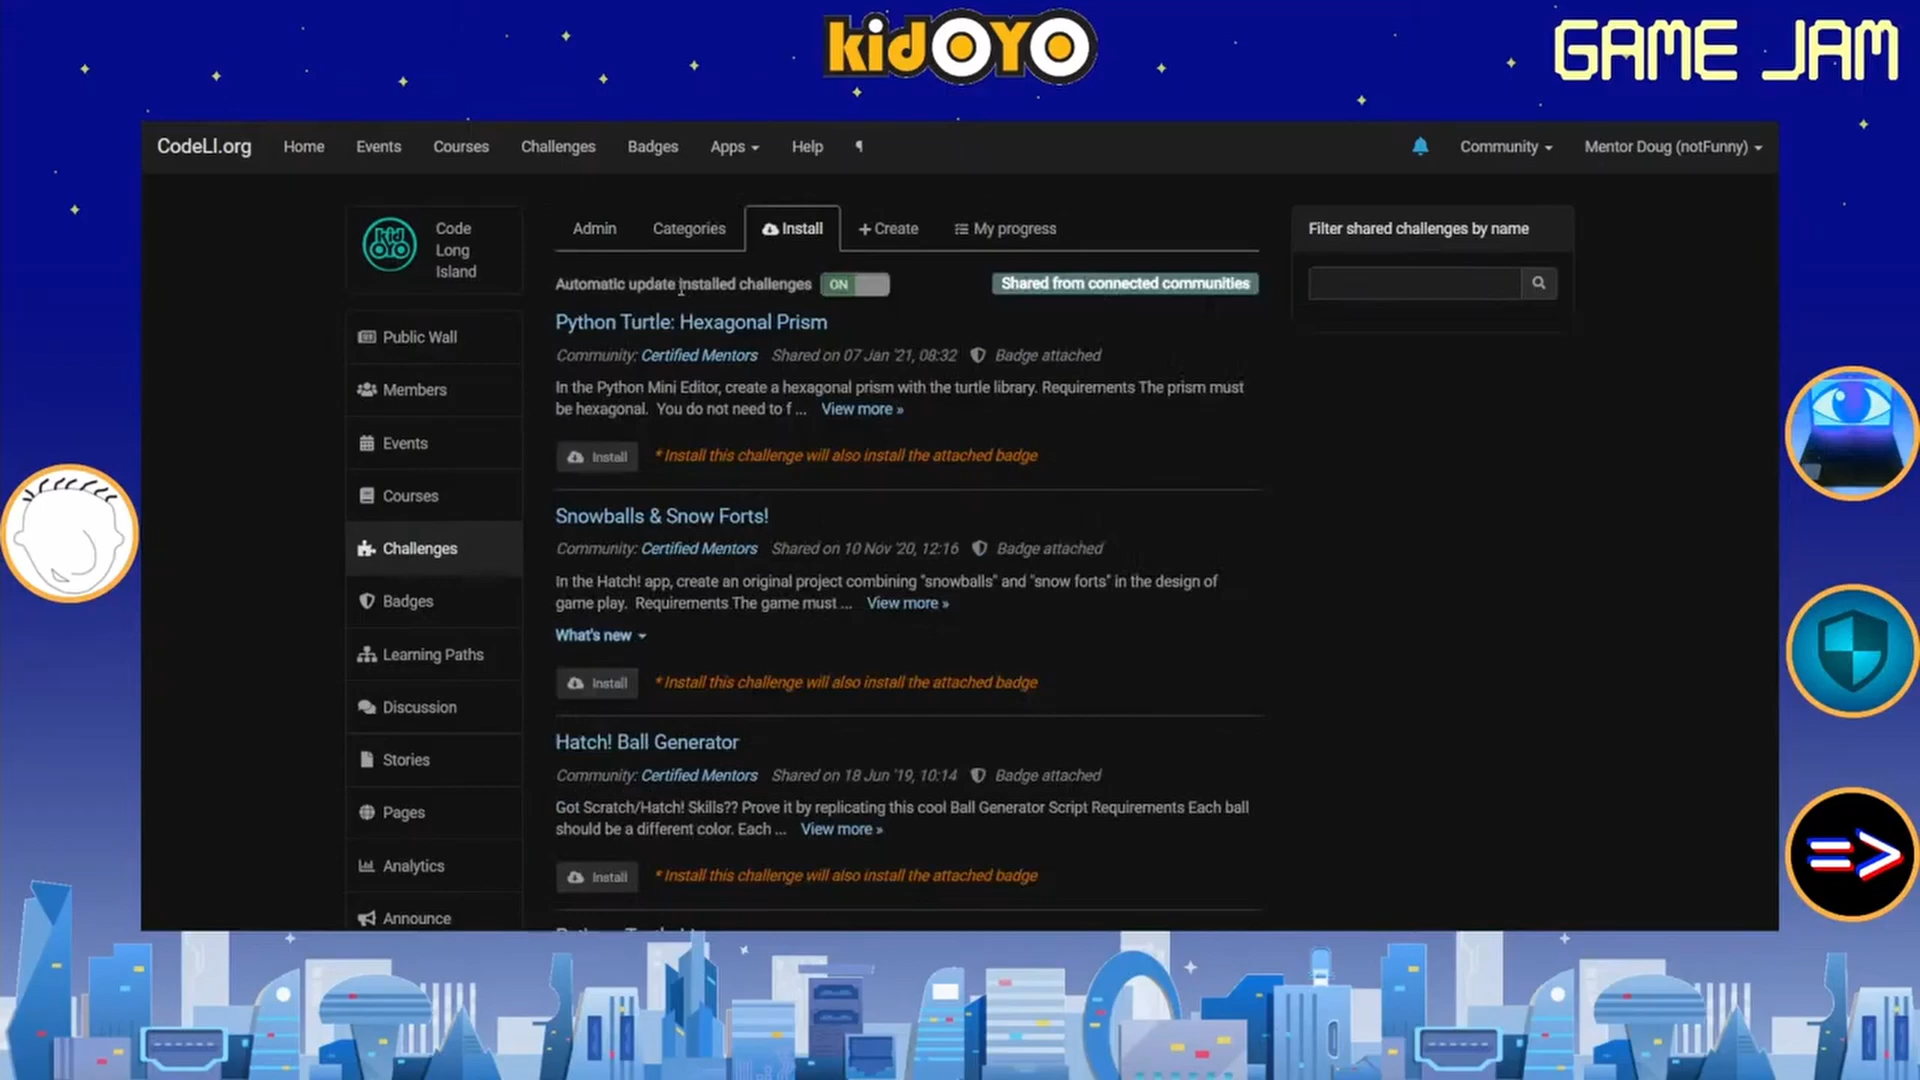 kidOYO
GAME JAM
CodeLI.org Home Events Courses Challenges Badges Apps Help ¶ Community Mentor Doug (notFunny)
kidOYO
Code
Long
Island
Public Wall
Members
Events
Courses
Challenges
Badges
Learning Paths
Discussion
Stories
Pages
Analytics
Announce
Admin Categories Install + Create My progress
Automatic update installed challenges ON Shared from connected communities
Python Turtle: Hexagonal Prism
Community: Certified Mentors Shared on 07 Jan '21, 08:32 Badge attached
In the Python Mini Editor, create a hexagonal prism with the turtle library. Requirements The prism must
be hexagonal. You do not need to f ... View more »
Install * Install this challenge will also install the attached badge
Snowballs & Snow Forts!
Community: Certified Mentors Shared on 10 Nov '20, 12:16 Badge attached
In the Hatch! app, create an original project combining "snowballs" and "snow forts" in the design of
game play. Requirements The game must ... View more »
What's new
Install * Install this challenge will also install the attached badge
Hatch! Ball Generator
Community: Certified Mentors Shared on 18 Jun '19, 10:14 Badge attached
Got Scratch/Hatch! Skills?? Prove it by replicating this cool Ball Generator Script Requirements Each ball
should be a different color. Each ... View more »
Install * Install this challenge will also install the attached badge
Filter shared challenges by name
=>